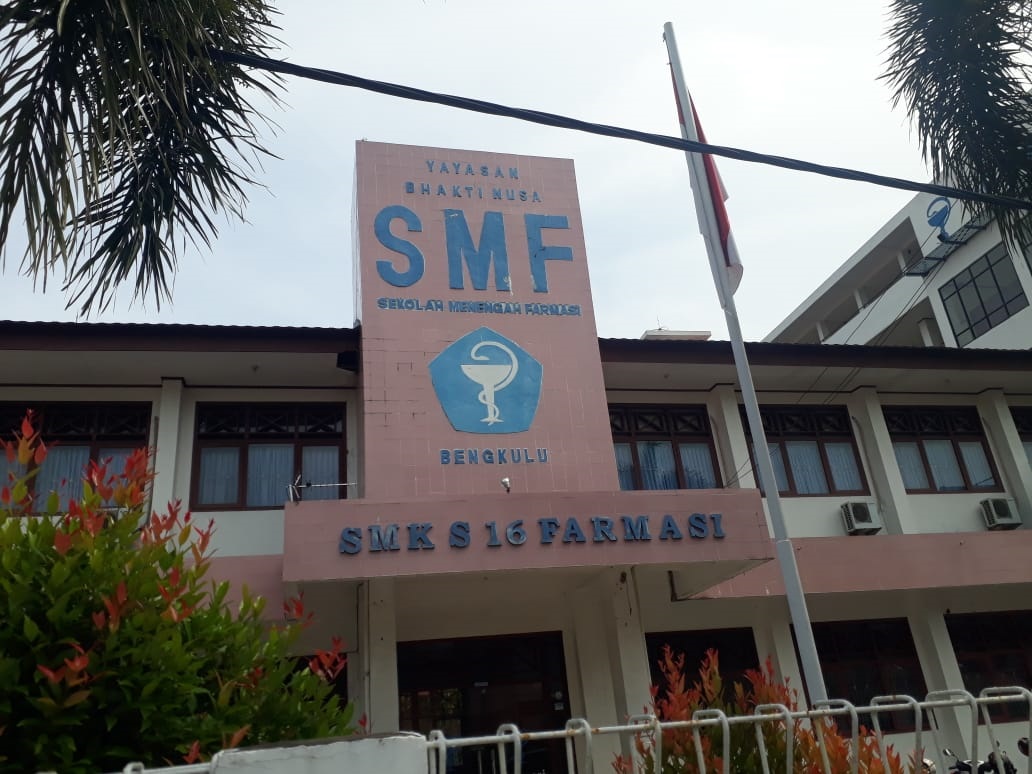 YAYASAN
BHAKTI NUSA
SMF
SEKOLAH MENENGAH FARMASI
BENGKULU
SMK S 16 FARMASI